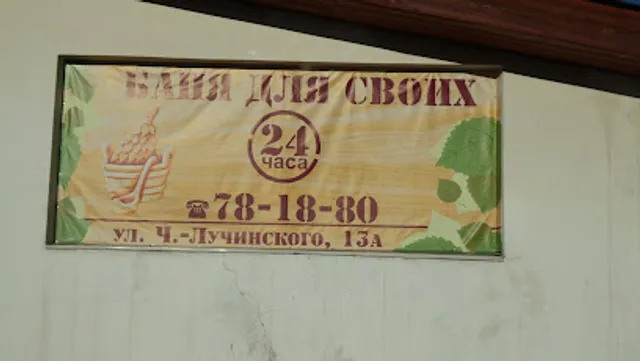 БАНЯ ДЛЯ СВОИХ
24
ЧАСА
☎78-18-80
УЛ. Ч.-ЛУЧИНСКОГО, 13А